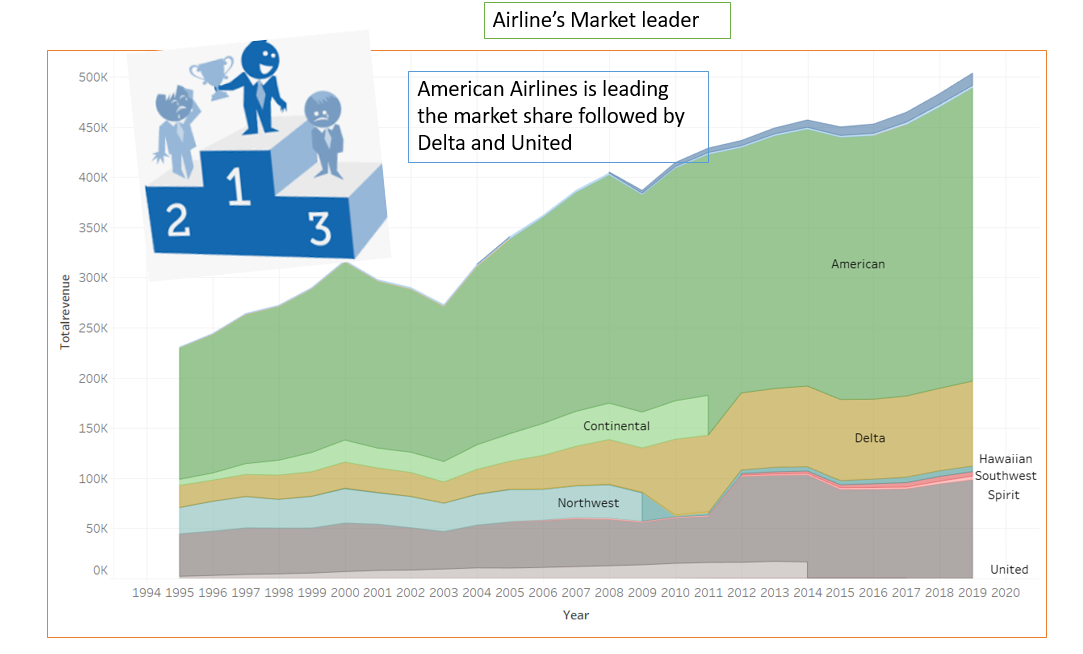 Airline's Market leader
American Airlines is leading
the market share followed by
Delta and United
1
2
3
500K
450K
400K
350K
300K
250K
200K
150K
100K
50K
0K
Totalrevenue
American
Continental
Delta
Hawaiian
Southwest
Spirit
Northwest
United
1994 1995 1996 1997 1998 1999 2000 2001 2002 2003 2004 2005 2006 2007 2008 2009 2010 2011 2012 2013 2014 2015 2016 2017 2018 2019 2020
Year